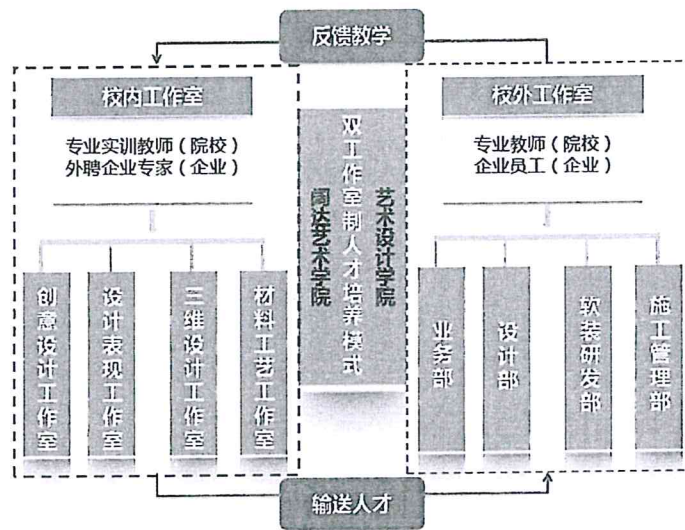 反馈教学
校内工作室
专业实训教师（院校）
外聘企业专家（企业）
创意设计工作室
设计表现工作室
三维设计工作室
材料工艺工作室
艺术设计学院
双工作室制人才培养模式
阖达芽艺术学院
校外工作室
专业教师（院校）
企业员工（企业）
业务部
设计部
软装研发部
施工管理部
输送人才